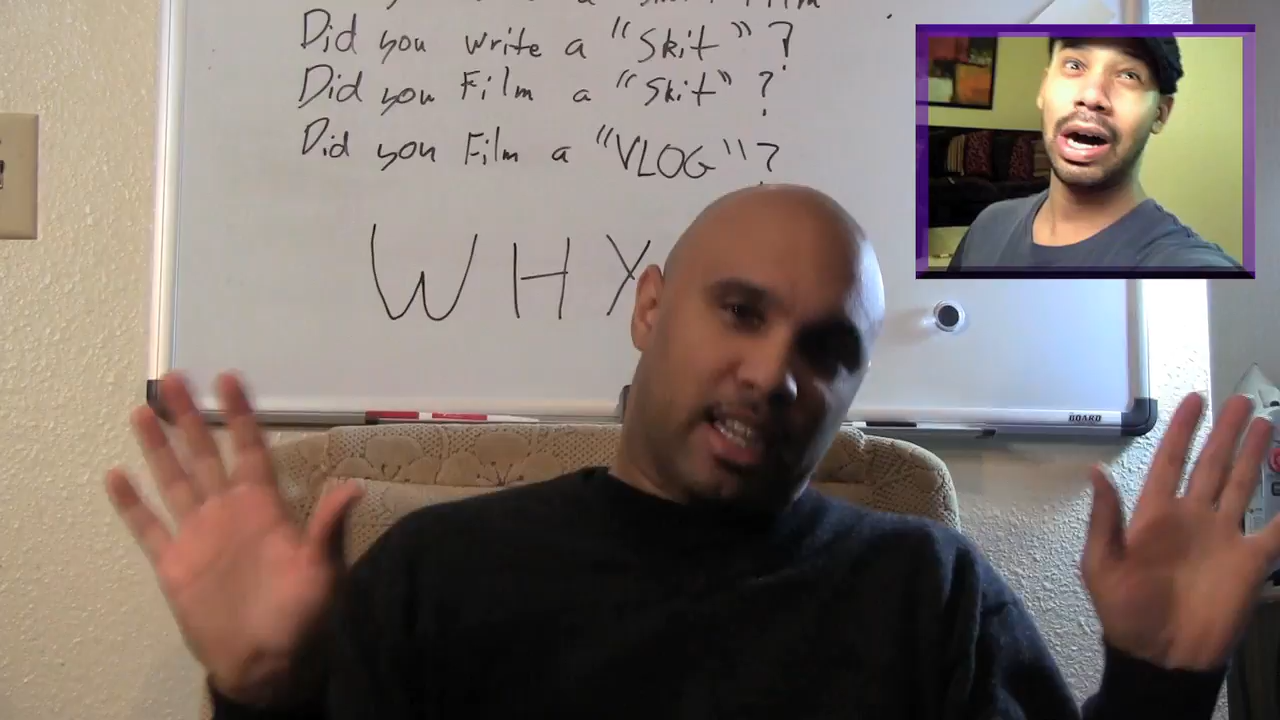 Did you write a "Skit"?
Did you Film a "Skit"?
Did you Film a "VLOG"?
WHY
BOARD